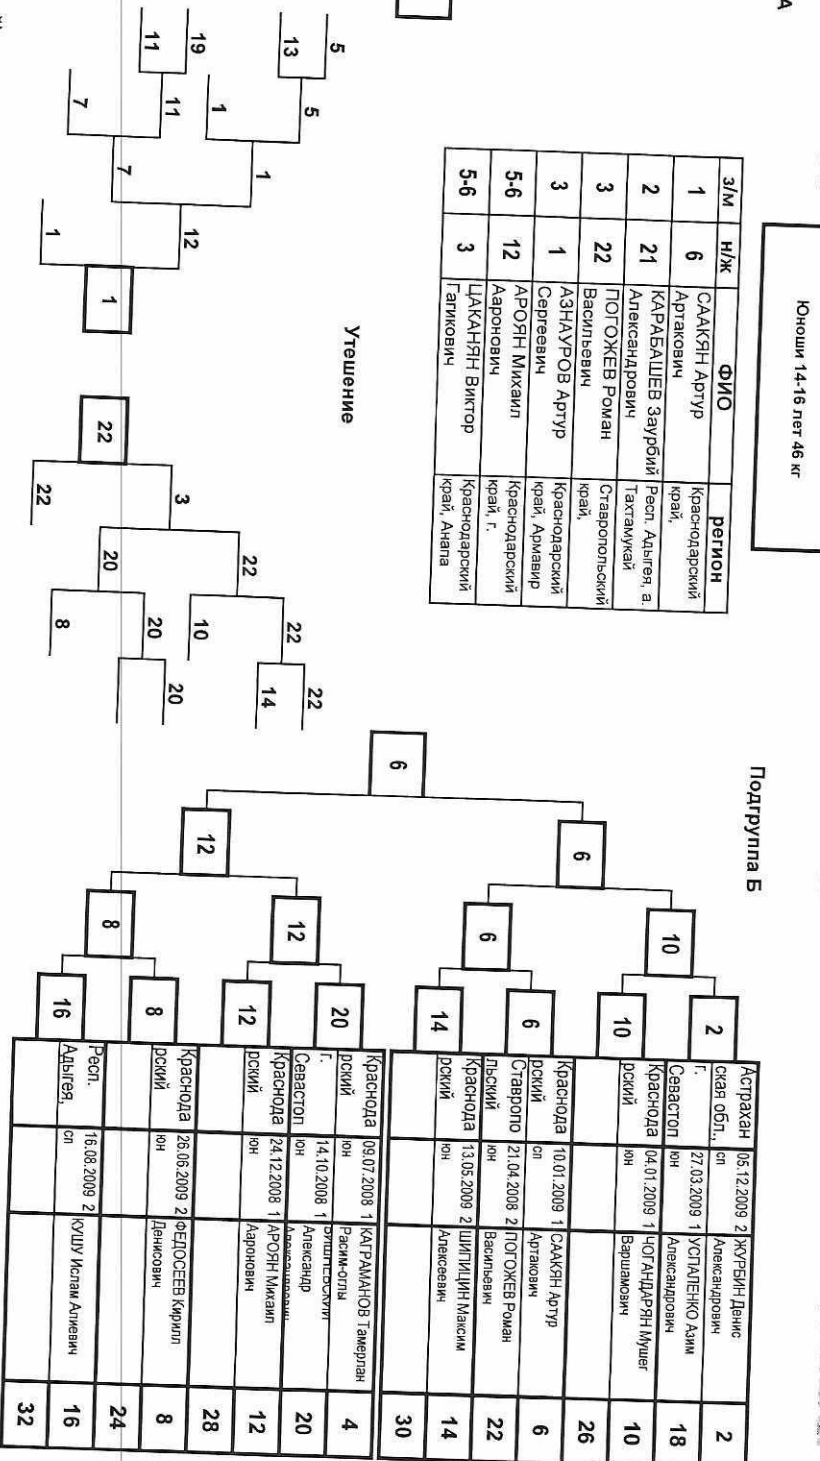 А
Юноши 14-16 лет 46 кг
з/м н/ж ФИО регион
1 6 СААКЯН Артур Артакович Краснодарский край,
2 21 КАРАБАШЕВ Заурбий Александрович Респ. Адыгея, а. Тахтамукай
3 22 ПОГОЖЕВ Роман Васильевич Ставропольский край,
3 1 АЗНАУРОВ Артур Сергеевич Краснодарский край, Армавир
5-6 12 АРОЯН Михаил Ааронович Краснодарский край, г.
5-6 3 ЦАКАНЯН Виктор Гагикович Краснодарский край, Анапа
Утешение
5
13
5
1
1
19
11
11
7
7
12
1
1
22
22
14
22
10
22
20
20
8
20
3
22
22
Подгруппа Б
6
6
12
10
6
12
8
2
10
6
14
20
12
8
16
Астрахан ская обл., 05.12.2009 2 сп ЖУРБИН Денис Александрович 2
г. Севастоп 27.03.2009 1 юн УСПАЛЕНКО Азим Александрович 18
Краснода рский 04.01.2009 1 юн ЧОГАНДАРЯН Мушег Варшамович 10
26
Краснода рский 10.01.2009 1 сп СААКЯН Артур Артакович 6
Ставропо льский 21.04.2008 2 юн ПОГОЖЕВ Роман Васильевич 22
Краснода рский 13.05.2009 2 юн ШИПИЦИН Максим Алексеевич 14
30
Краснода рский 09.07.2008 1 юн КАГРАМАНОВ Тамерлан Расим-оглы 4
г. Севастоп 14.10.2008 1 юн Александр 20
Краснода рский 24.12.2008 1 юн АРОЯН Михаил Ааронович 12
28
Краснода рский 26.06.2009 2 юн ФЕДОСЕЕВ Кирилл Денисович 8
24
Респ. Адыгея, 16.08.2009 2 сп КУШУ Ислам Алиевич 16
32